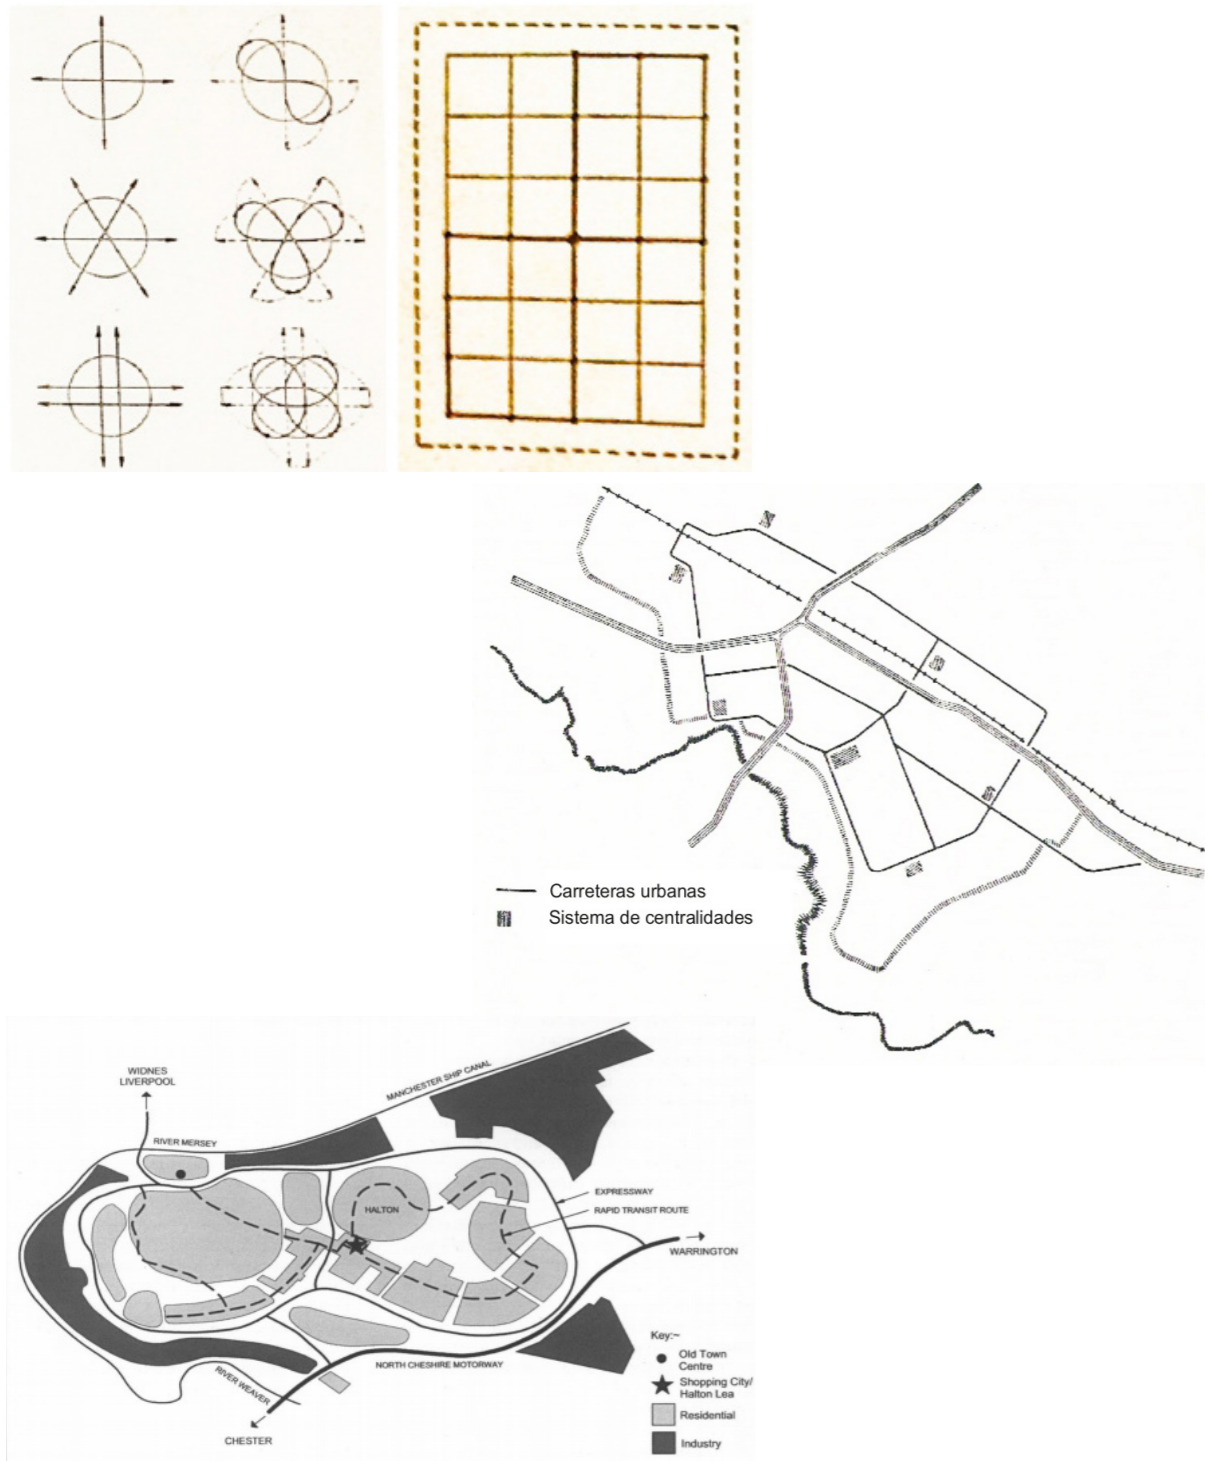 Carreteras urbanas
Sistema de centralidades
WIDNES
LIVERPOOL
MANCHESTER SHIP CANAL
RIVER MERSEY
EXPRESSWAY
HALTON
RAPID TRANSIT ROUTE
WARRINGTON
Key:~
Old Town
Centre
NORTH CHESHIRE MOTORWAY
Shopping City/
Halton Lea
RIVER WEAVER
Residential
CHESTER
Industry